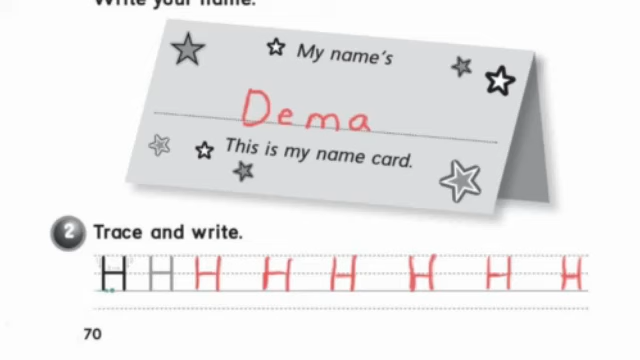 Write your name.
My name's
Dema
This is my name card.
2 Trace and write.
H H H H H H H H
70